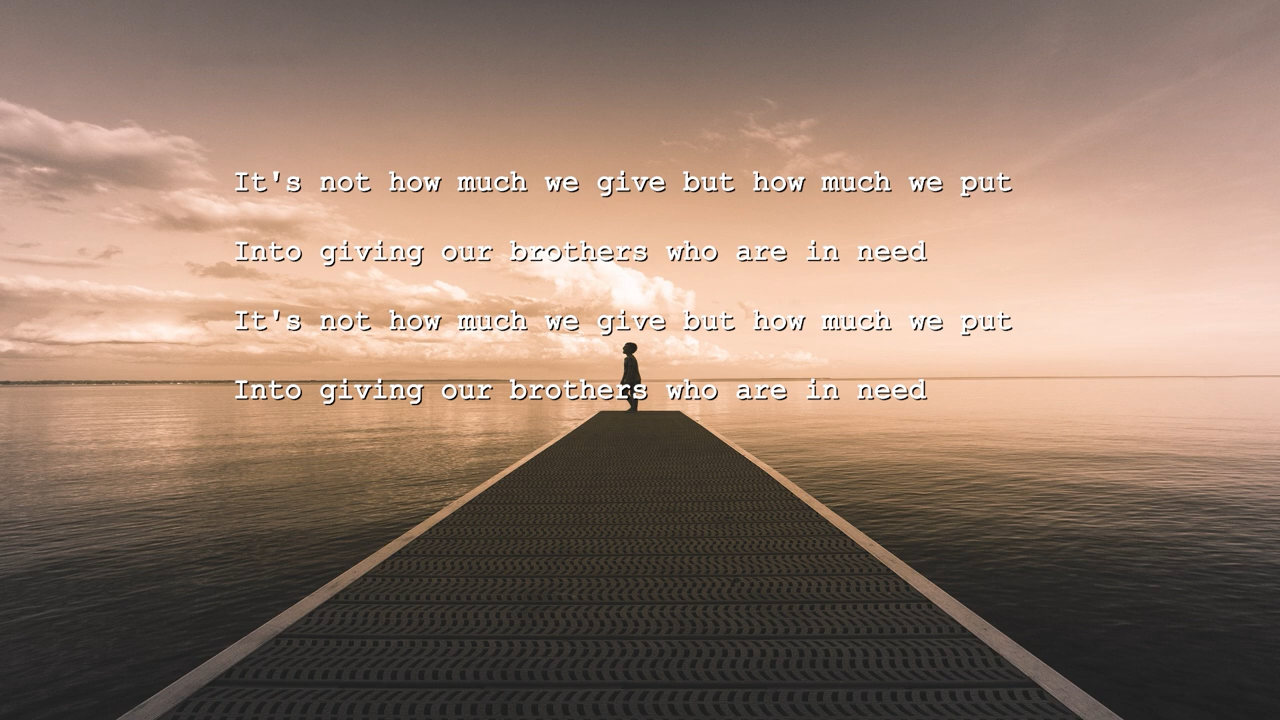 It's not how much we give but how much we put
Into giving our brothers who are in need
It's not how much we give but how much we put
Into giving our brothers who are in need